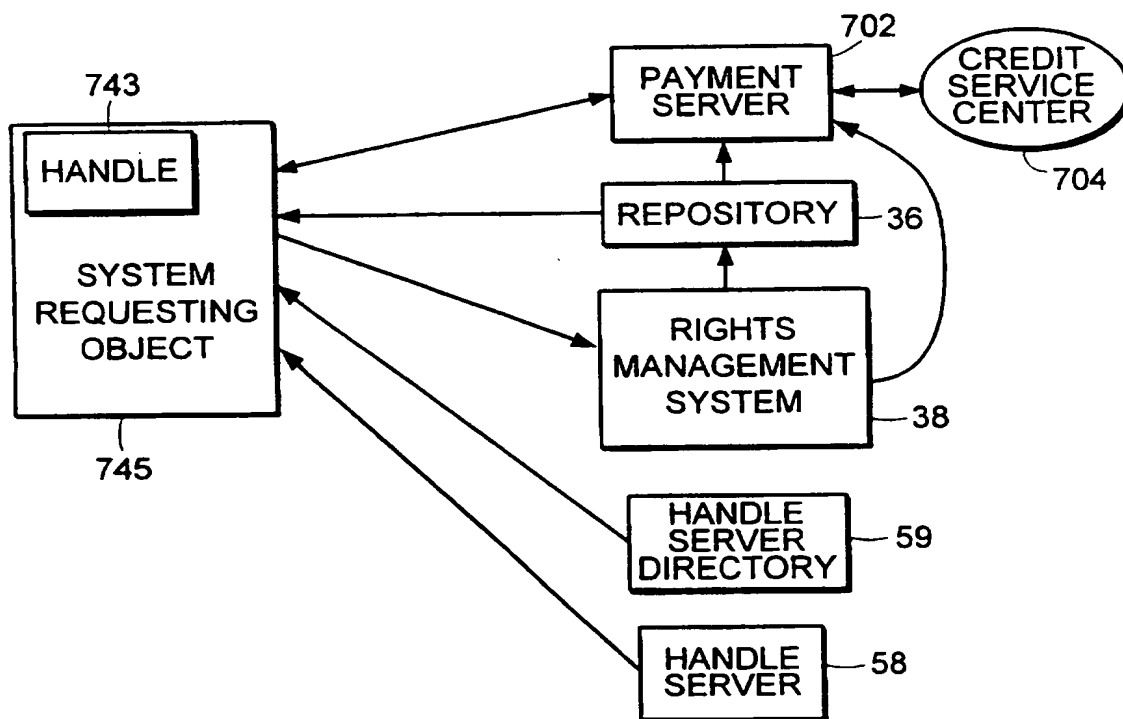 702
PAYMENT
SERVER
CREDIT
SERVICE
CENTER
704
743
HANDLE
SYSTEM
REQUESTING
OBJECT
745
REPOSITORY
36
RIGHTS
MANAGEMENT
SYSTEM
38
HANDLE
SERVER
DIRECTORY
59
HANDLE
SERVER
58